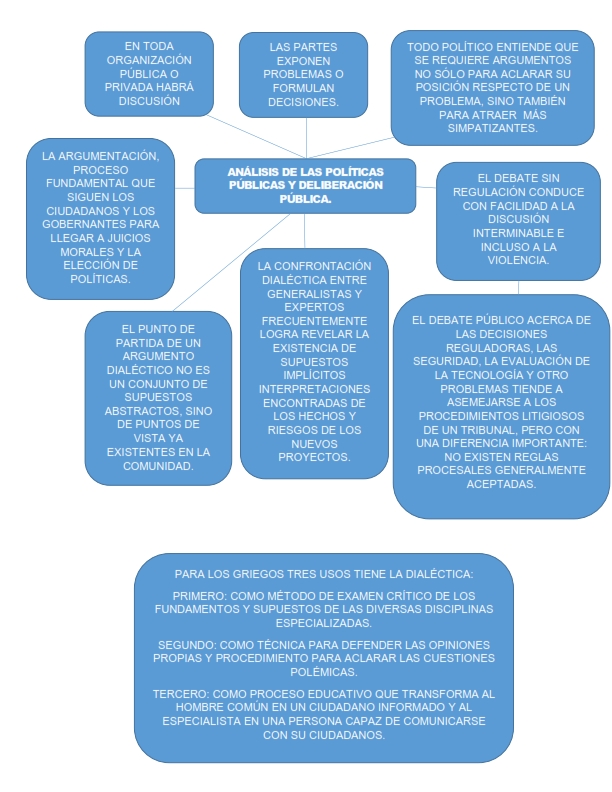 EN TODA
ORGANIZACIÓN
PÚBLICA O
PRIVADA HABRÁ
DISCUSIÓN
LAS PARTES
EXPONEN
PROBLEMAS O
FORMULAN
DECISIONES.
TODO POLÍTICO ENTIENDE QUE
SE REQUIERE ARGUMENTOS
NO SÓLO PARA ACLARAR SU
POSICIÓN RESPECTO DE UN
PROBLEMA, SINO TAMBIÉN
PARA ATRAER MÁS
SIMPATIZANTES.
LA ARGUMENTACIÓN,
PROCESO
FUNDAMENTAL QUE
SIGUEN LOS
CIUDADANOS Y LOS
GOBERNANTES PARA
LLEGAR A JUICIOS
MORALES Y LA
ELECCIÓN DE
POLÍTICAS.
ANÁLISIS DE LAS POLÍTICAS
PÚBLICAS Y DELIBERACIÓN
PÚBLICA.
EL DEBATE SIN
REGULACIÓN CONDUCE
CON FACILIDAD A LA
DISCUSIÓN
INTERMINABLE E
INCLUSO A LA
VIOLENCIA.
EL PUNTO DE
PARTIDA DE UN
ARGUMENTO
DIALÉCTICO NO ES
UN CONJUNTO DE
SUPUESTOS
ABSTRACTOS, SINO
DE PUNTOS DE
VISTA YA
EXISTENTES EN LA
COMUNIDAD.
LA CONFRONTACIÓN
DIALÉCTICA ENTRE
GENERALISTAS Y
EXPERTOS
FRECUENTEMENTE
LOGRA REVELAR LA
EXISTENCIA DE
SUPUESTOS
IMPLÍCITOS
INTERPRETACIONES
ENCONTRADAS DE
LOS HECHOS Y
RIESGOS DE LOS
NUEVOS
PROYECTOS.
EL DEBATE PÚBLICO ACERCA DE
LAS DECISIONES
REGULADORAS, LAS
SEGURIDAD, LA EVALUACIÓN DE
LA TECNOLOGÍA Y OTRO
PROBLEMAS TIENDE A
ASEMEJARSE A LOS
PROCEDIMIENTOS LITIGIOSOS
DE UN TRIBUNAL, PERO CON
UNA DIFERENCIA IMPORTANTE:
NO EXISTEN REGLAS
PROCESALES GENERALMENTE
ACEPTADAS.
PARA LOS GRIEGOS TRES USOS TIENE LA DIALÉCTICA:
PRIMERO: COMO MÉTODO DE EXAMEN CRÍTICO DE LOS
FUNDAMENTOS Y SUPUESTOS DE LAS DIVERSAS DISCIPLINAS
ESPECIALIZADAS.
SEGUNDO: COMO TÉCNICA PARA DEFENDER LAS OPINIONES
PROPIAS Y PROCEDIMIENTO PARA ACLARAR LAS CUESTIONES
POLÉMICAS.
TERCERO: COMO PROCESO EDUCATIVO QUE TRANSFORMA AL
HOMBRE COMÚN EN UN CIUDADANO INFORMADO Y AL
ESPECIALISTA EN UNA PERSONA CAPAZ DE COMUNICARSE
CON SU CIUDADANOS.